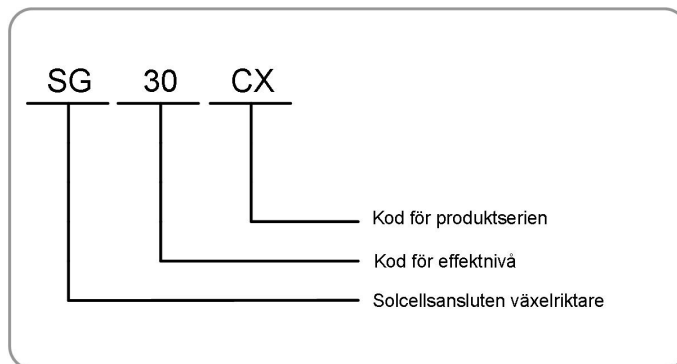 SG 30 CX
Kod för produktserien
Kod för effektnivå
Solcellsansluten växelriktare